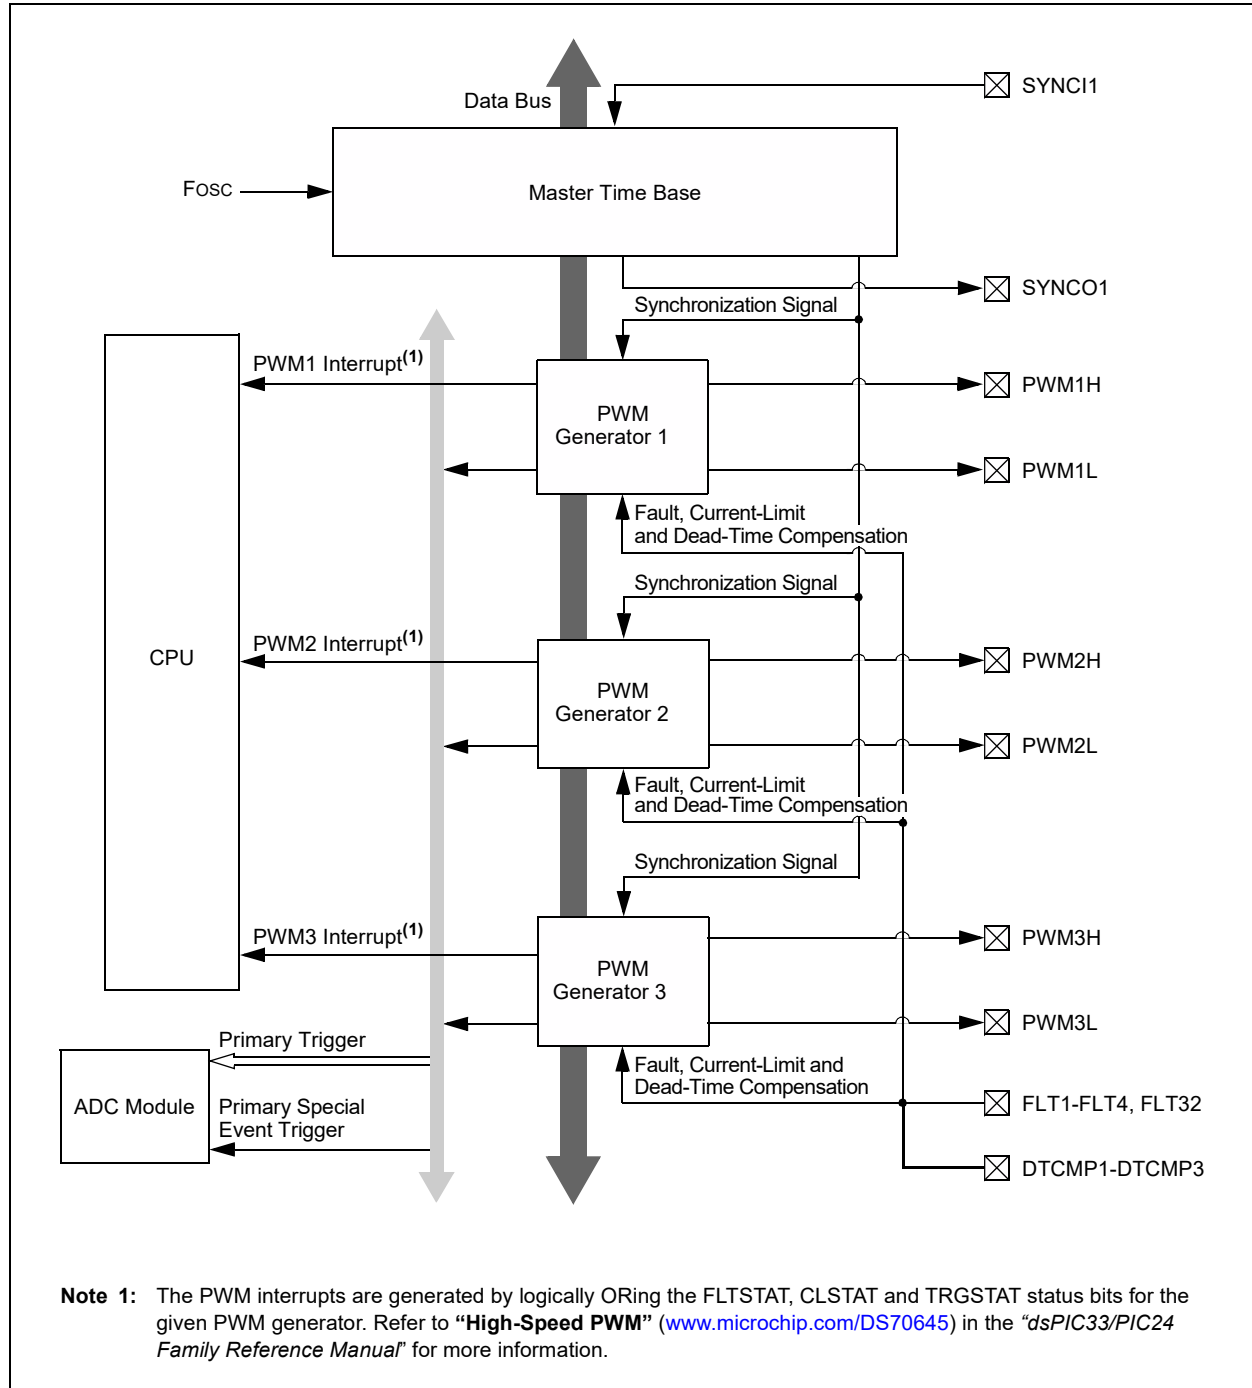 SYNCI1
Data Bus
FOSC
Master Time Base
SYNCO1
Synchronization Signal
PWM1 Interrupt(1)
PWM
Generator 1
PWM1H
PWM1L
Fault, Current-Limit
and Dead-Time Compensation
Synchronization Signal
CPU
PWM2 Interrupt(1)
PWM
Generator 2
PWM2H
PWM2L
Fault, Current-Limit
and Dead-Time Compensation
Synchronization Signal
PWM3 Interrupt(1)
PWM
Generator 3
PWM3H
PWM3L
Primary Trigger
Fault, Current-Limit and
Dead-Time Compensation
ADC Module
Primary Special
Event Trigger
FLT1-FLT4, FLT32
DTCMP1-DTCMP3
Note 1: The PWM interrupts are generated by logically ORing the FLTSTAT, CLSTAT and TRGSTAT status bits for the
given PWM generator. Refer to “High-Speed PWM” (www.microchip.com/DS70645) in the “dsPIC33/PIC24
Family Reference Manual” for more information.